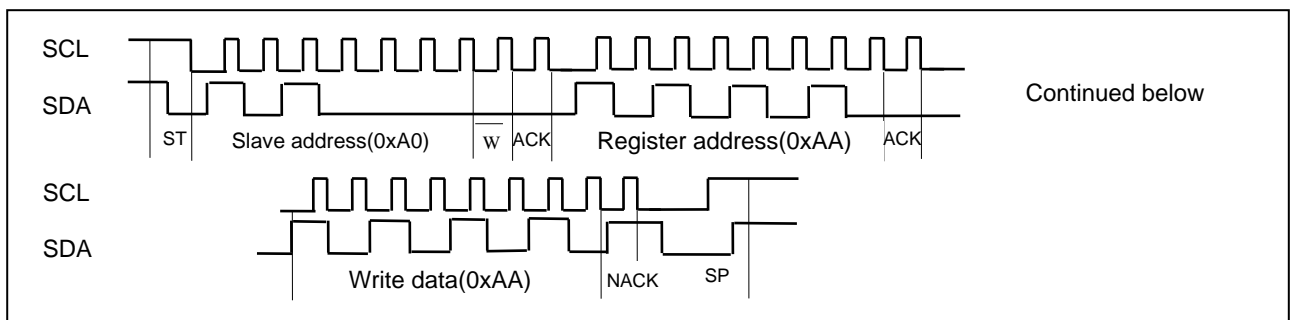 SCL
SDA
Continued below
ST Slave address(0xA0) W ACK Register address(0xAA) ACK
SCL
SDA
Write data(0xAA) NACK SP